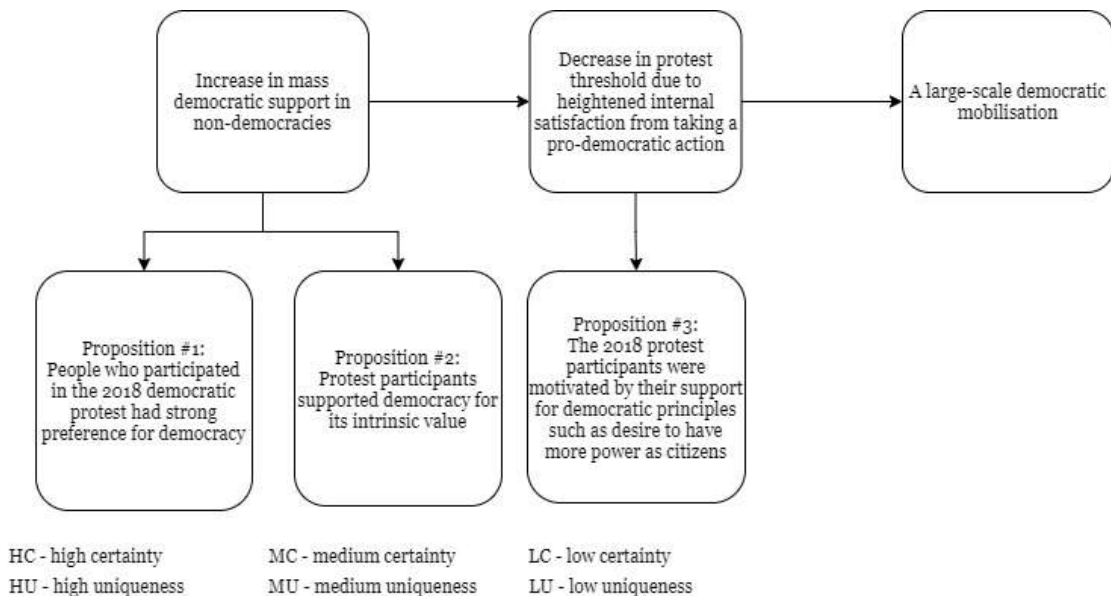 Increase in mass
democratic support in
non-democracies
Decrease in protest
threshold due to
heightened internal
satisfaction from taking a
pro-democratic action
A large-scale democratic
mobilisation
Proposition #1:
People who participated
in the 2018 democratic
protest had strong
preference for democracy
Proposition #2:
Protest participants
supported democracy for
its intrinsic value
Proposition #3:
The 2018 protest
participants were
motivated by their support
for democratic principles
such as desire to have
more power as citizens
HC - high certainty
MC - medium certainty
LC - low certainty
HU - high uniqueness
MU - medium uniqueness
LU - low uniqueness